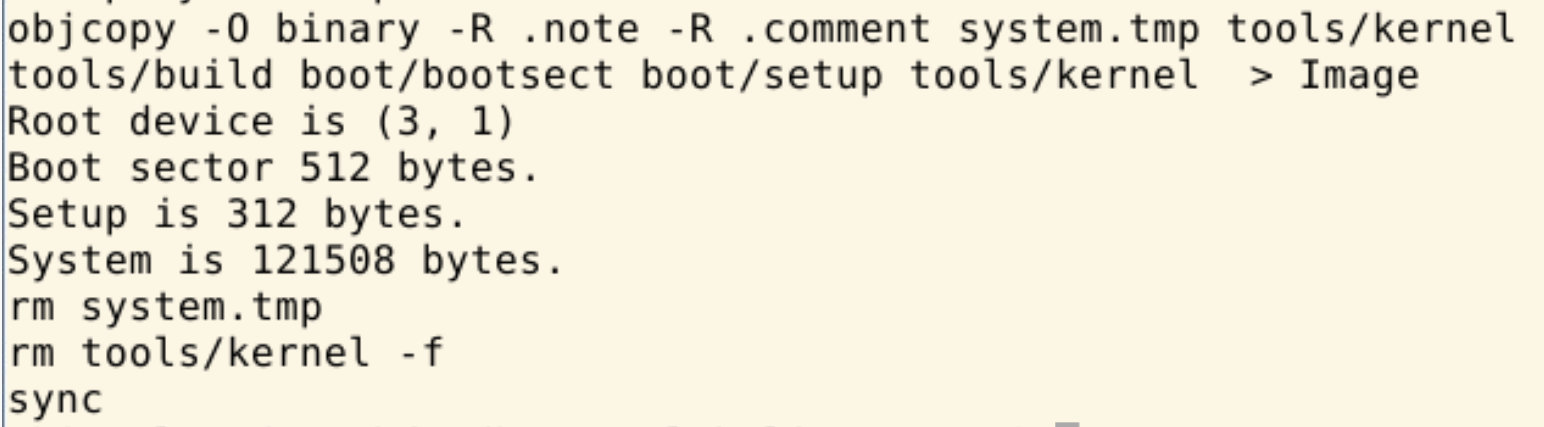 objcopy -O binary -R .note -R .comment system.tmp tools/kernel
tools/build boot/bootsect boot/setup tools/kernel  > Image
Root device is (3, 1)
Boot sector 512 bytes.
Setup is 312 bytes.
System is 121508 bytes.
rm system.tmp
rm tools/kernel -f
sync